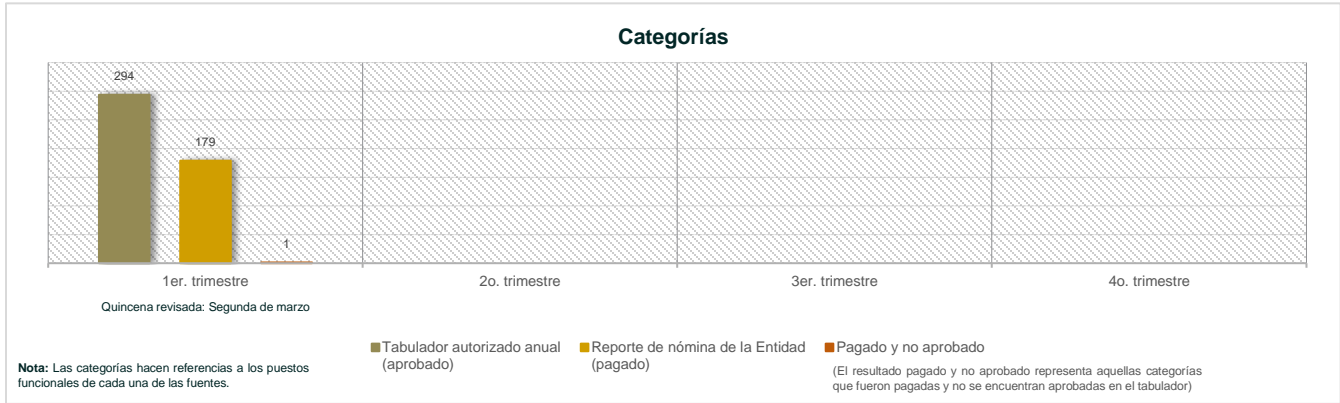 Categorías
294
179
1
1er. trimestre
2o. trimestre
3er. trimestre
4o. trimestre
Quincena revisada: Segunda de marzo
Tabulador autorizado anual
(aprobado)
Reporte de nómina de la Entidad
(pagado)
Pagado y no aprobado
(El resultado pagado y no aprobado representa aquellas categorías
que fueron pagadas y no se encuentran aprobadas en el tabulador)
Nota: Las categorías hacen referencias a los puestos
funcionales de cada una de las fuentes.